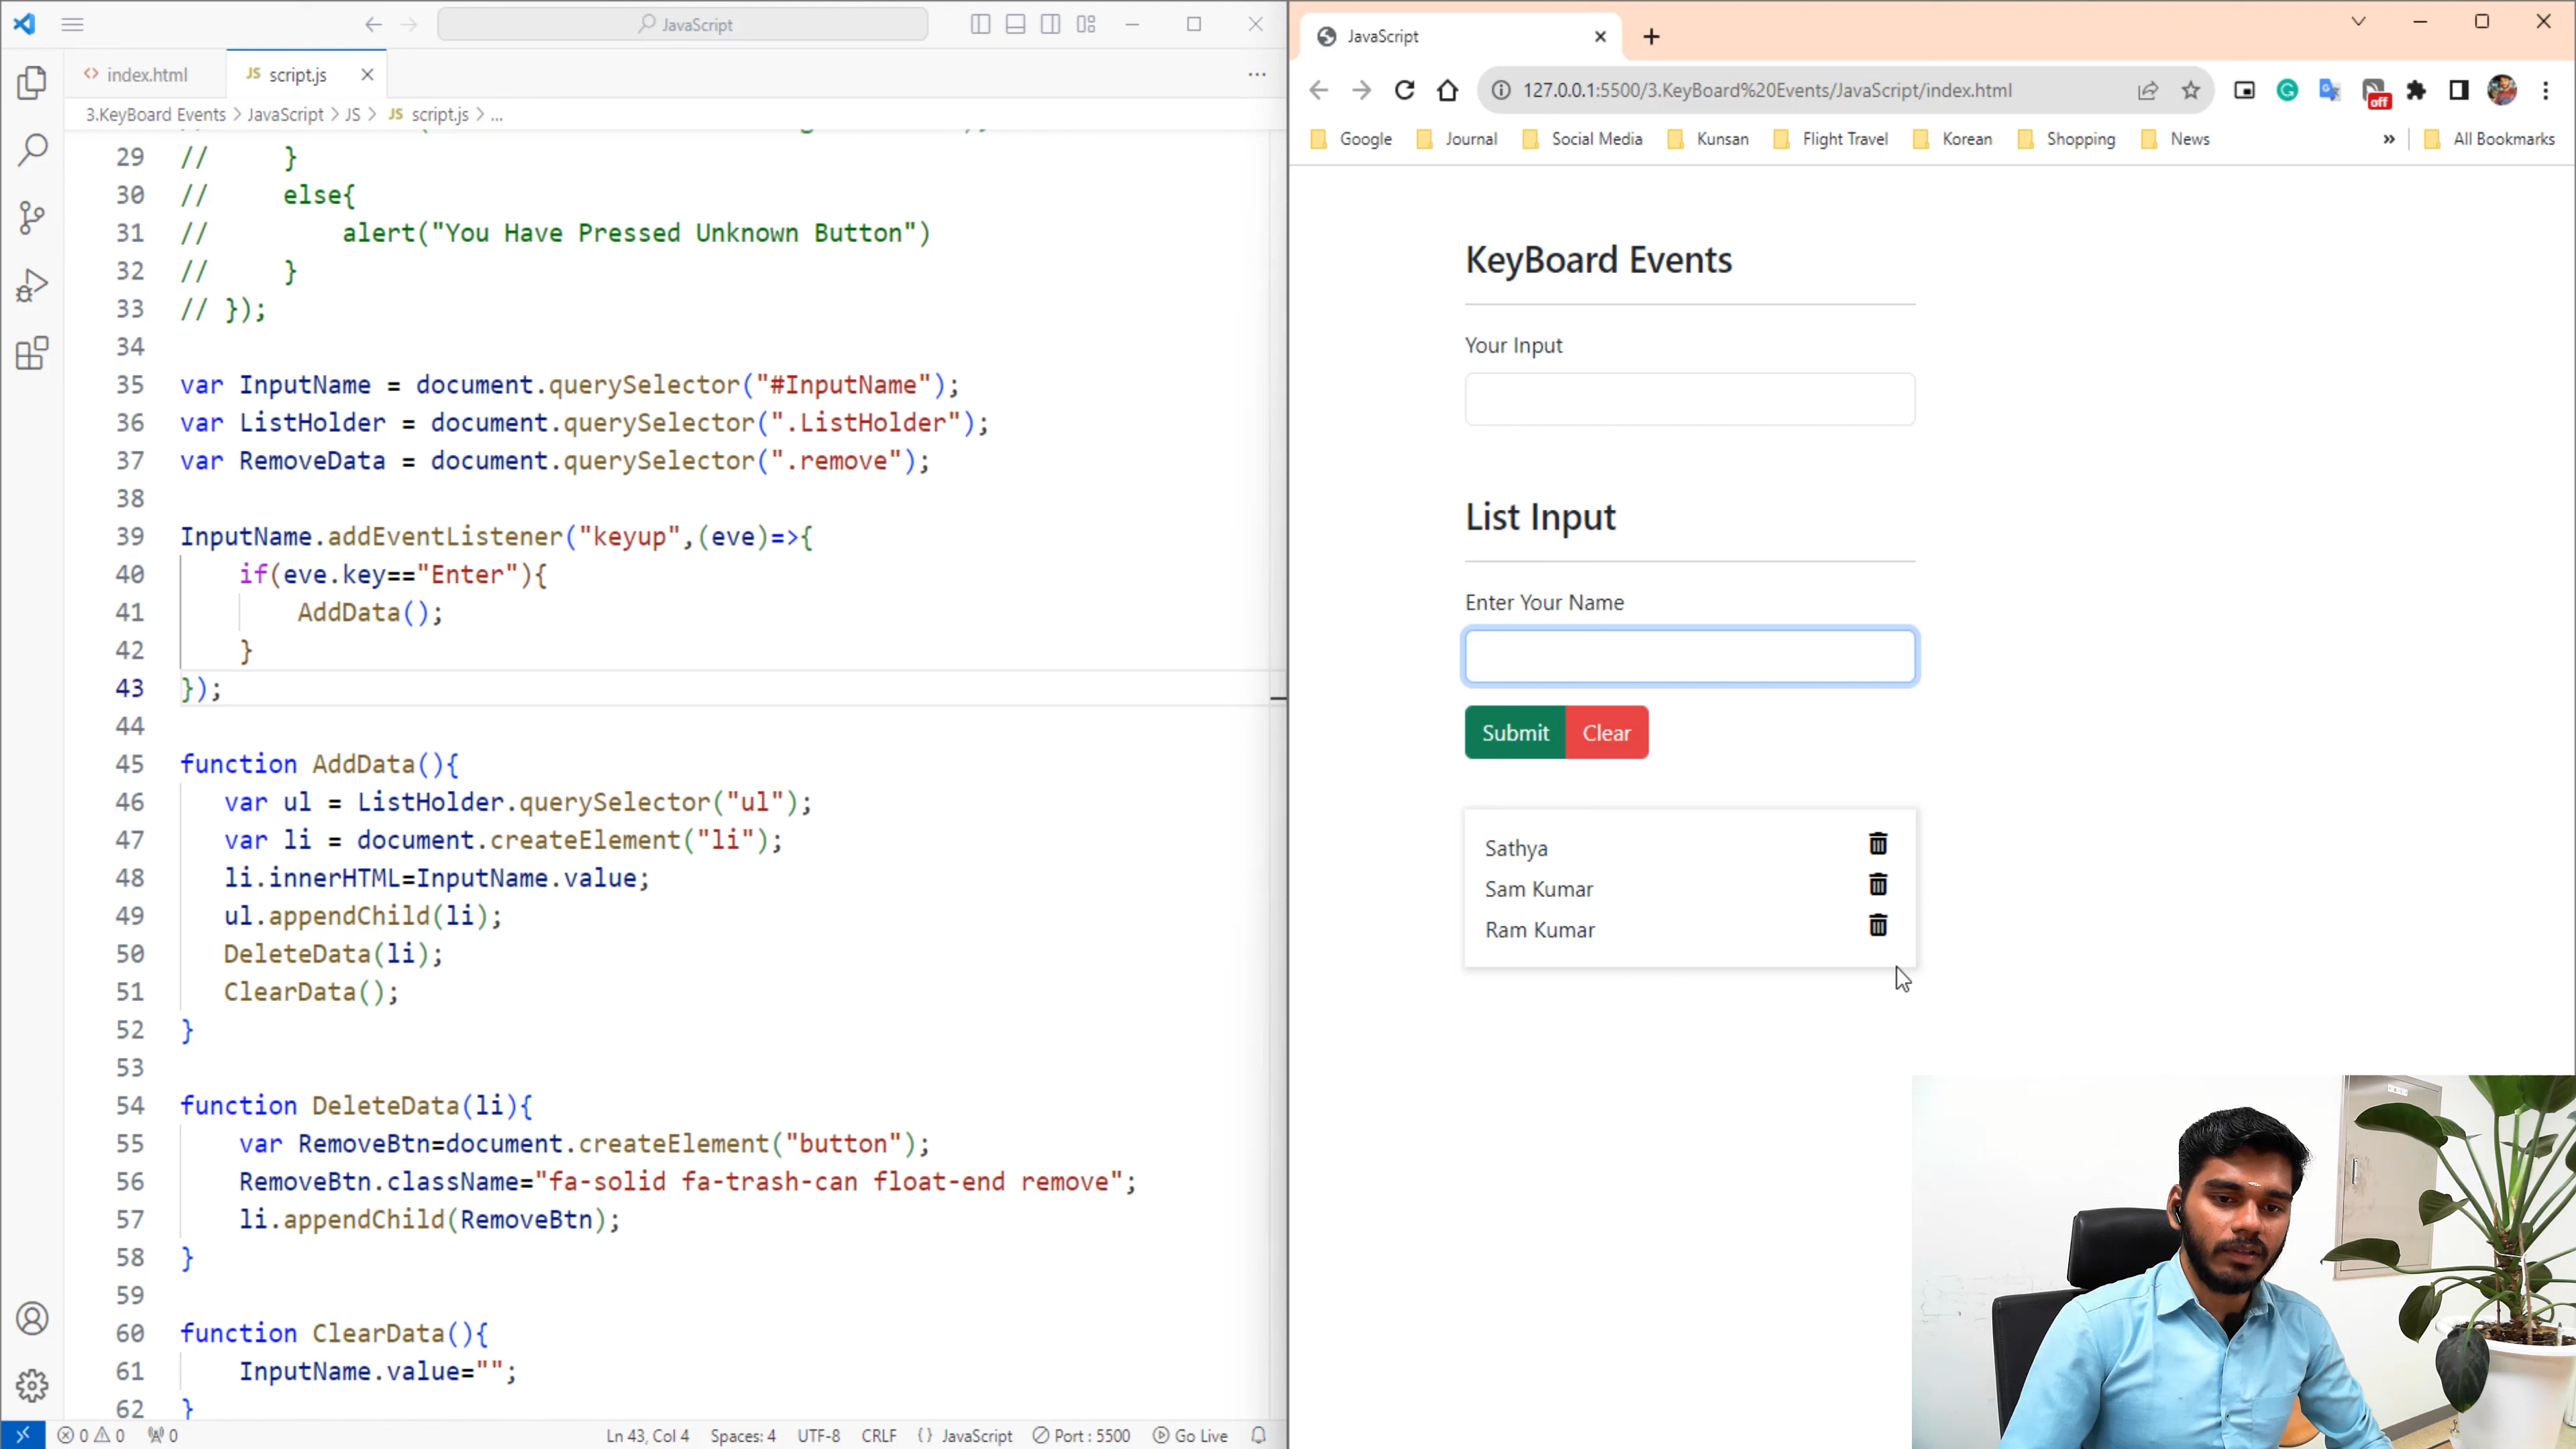 JavaScript
index.html
JS script.js
3.KeyBoard Events > JavaScript > JS > JS script.js > ...
29 // }
30 // else{
31 // alert("You Have Pressed Unknown Button")
32 // }
33 // });
34
35 var InputName = document.querySelector("#InputName");
36 var ListHolder = document.querySelector(".ListHolder");
37 var RemoveData = document.querySelector(".remove");
38
39 InputName.addEventListener("keyup",(eve)=>{
40 if(eve.key=="Enter"){
41 AddData();
42 }
43 });
44
45 function AddData(){
46 var ul = ListHolder.querySelector("ul");
47 var li = document.createElement("li");
48 li.innerHTML=InputName.value;
49 ul.appendChild(li);
50 DeleteData(li);
51 ClearData();
52 }
53
54 function DeleteData(li){
55 var RemoveBtn=document.createElement("button");
56 RemoveBtn.className="fa-solid fa-trash-can float-end remove";
57 li.appendChild(RemoveBtn);
58 }
59
60 function ClearData(){
61 InputName.value="";
62 }
0 0 0 Ln 43, Col 4 Spaces: 4 UTF-8 CRLF {} JavaScript Port : 5500 Go Live
JavaScript
127.0.0.1:5500/3.KeyBoard%20Events/JavaScript/index.html
off
Google Journal Social Media Kunsan Flight Travel Korean Shopping News » All Bookmarks
KeyBoard Events
Your Input
List Input
Enter Your Name
Submit Clear
Sathya
Sam Kumar
Ram Kumar